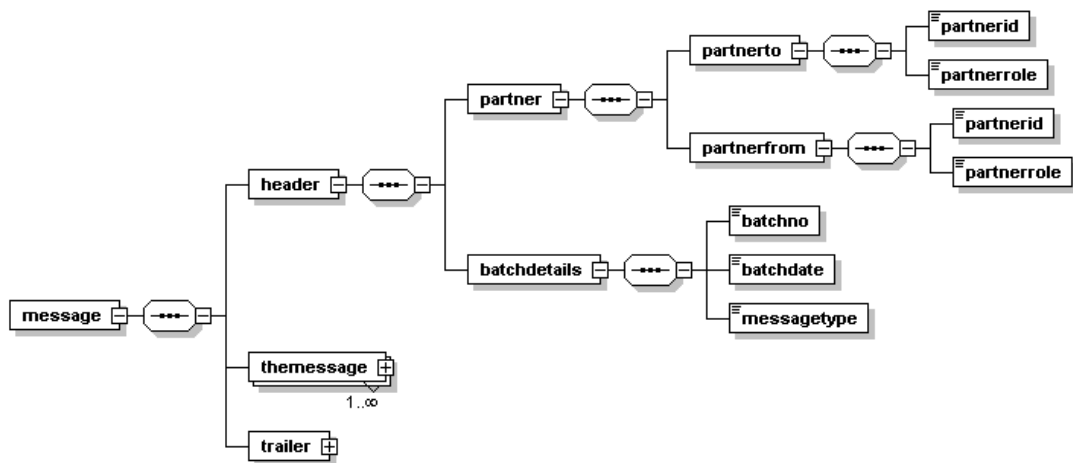 partnerid
partnerto
partnerrole
partner
partnerid
partnerfrom
partnerrole
header
batchno
batchdetails
batchdate
message
messagetype
themessage
1..∞
trailer